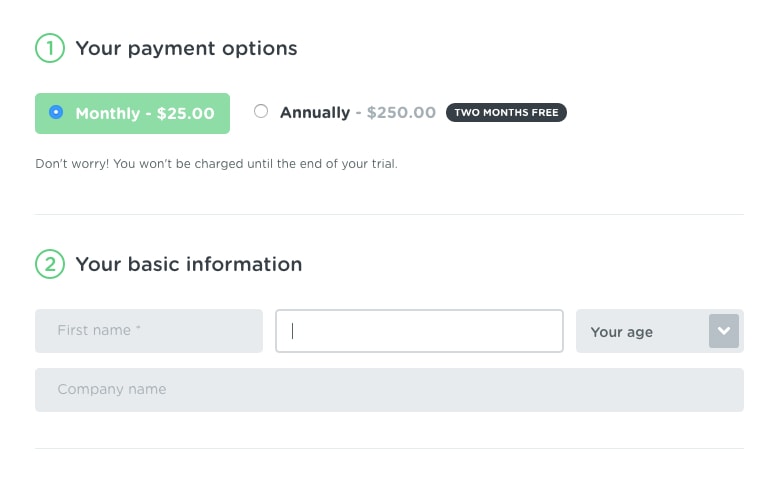 1 Your payment options
Monthly - $25.00 Annually - $250.00 TWO MONTHS FREE
Don't worry! You won't be charged until the end of your trial.
2 Your basic information
First name * Your age
Company name